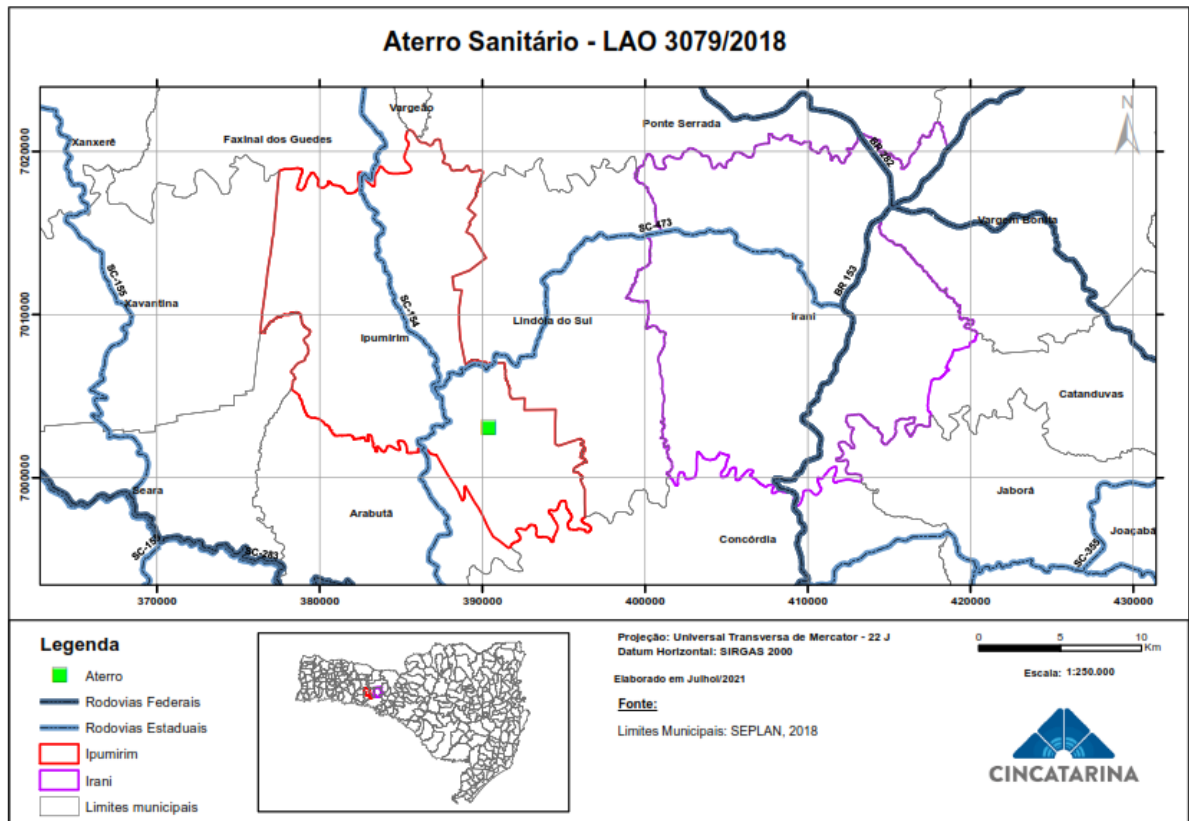 Aterro Sanitário - LAO 3079/2018
Vargeão
Xanxerê
Faxinal dos Guedes
Ponte Serrada
N
BR-282
7020000
7020000
SC-473
Vargem Bonita
SC-155
Xavantina
SC-154
BR 153
7010000
Lindóia do Sul
Irani
7010000
Ipumirim
Catanduvas
7000000
Seara
Jaborá
7000000
Arabutã
Concórdia
Joaçaba
SC-283
SC-355
370000
380000
390000
400000
410000
420000
430000
Legenda
Aterro
Rodovias Federais
Rodovias Estaduais
Ipumirim
Irani
Limites municipais
Projeção: Universal Transversa de Mercator - 22 J
Datum Horizontal: SIRGAS 2000
Elaborado em Julhol/2021
Fonte:
Limites Municipais: SEPLAN, 2018
0 5 10
Km
Escala: 1:250.000
CINCATARINA